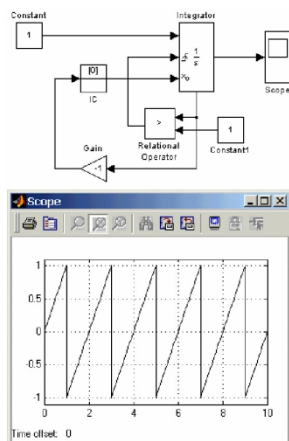 Constant
Integrator
1
1
s
x₀
[0]
IC
Scope
>
1
Gain
-1
Relational
Operator
Constant1
Scope
1
0.5
0
-0.5
-1
0 2 4 6 8 10
Time offset: 0